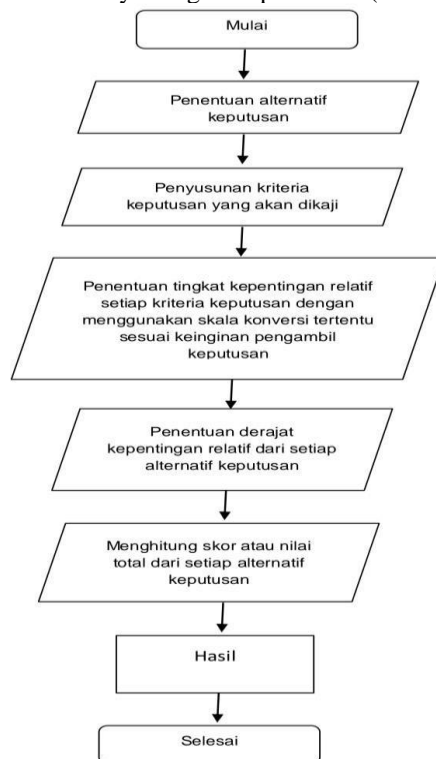 Mulai
Penentuan alternatif
keputusan
Penyusunan kriteria
keputusan yang akan dikaji
Penentuan tingkat kepentingan relatif
setiap kriteria keputusan dengan
menggunakan skala konversi tertentu
sesuai keinginan pengambil
keputusan
Penentuan derajat
kepentingan relatif dari setiap
alternatif keputusan
Menghitung skor atau nilai
total dari setiap alternatif
keputusan
Hasil
Selesai